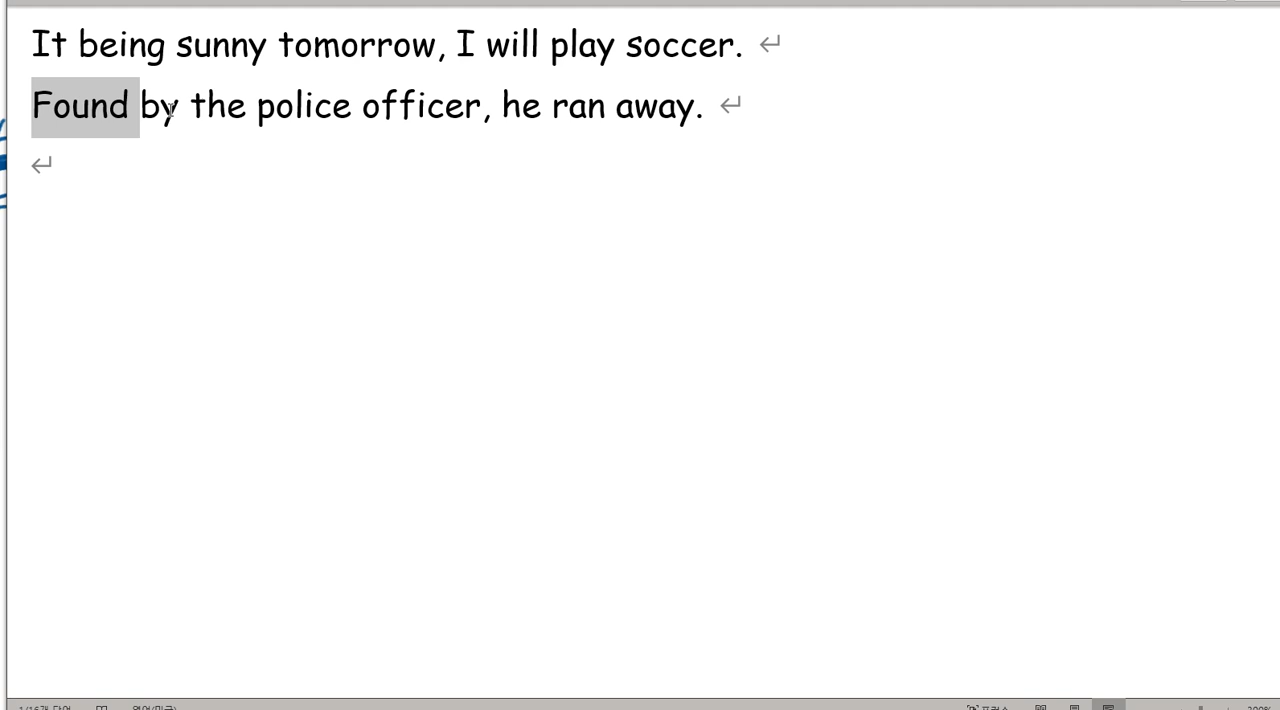 It being sunny tomorrow, I will play soccer. ↵
Found by the police officer, he ran away. ↵
↵